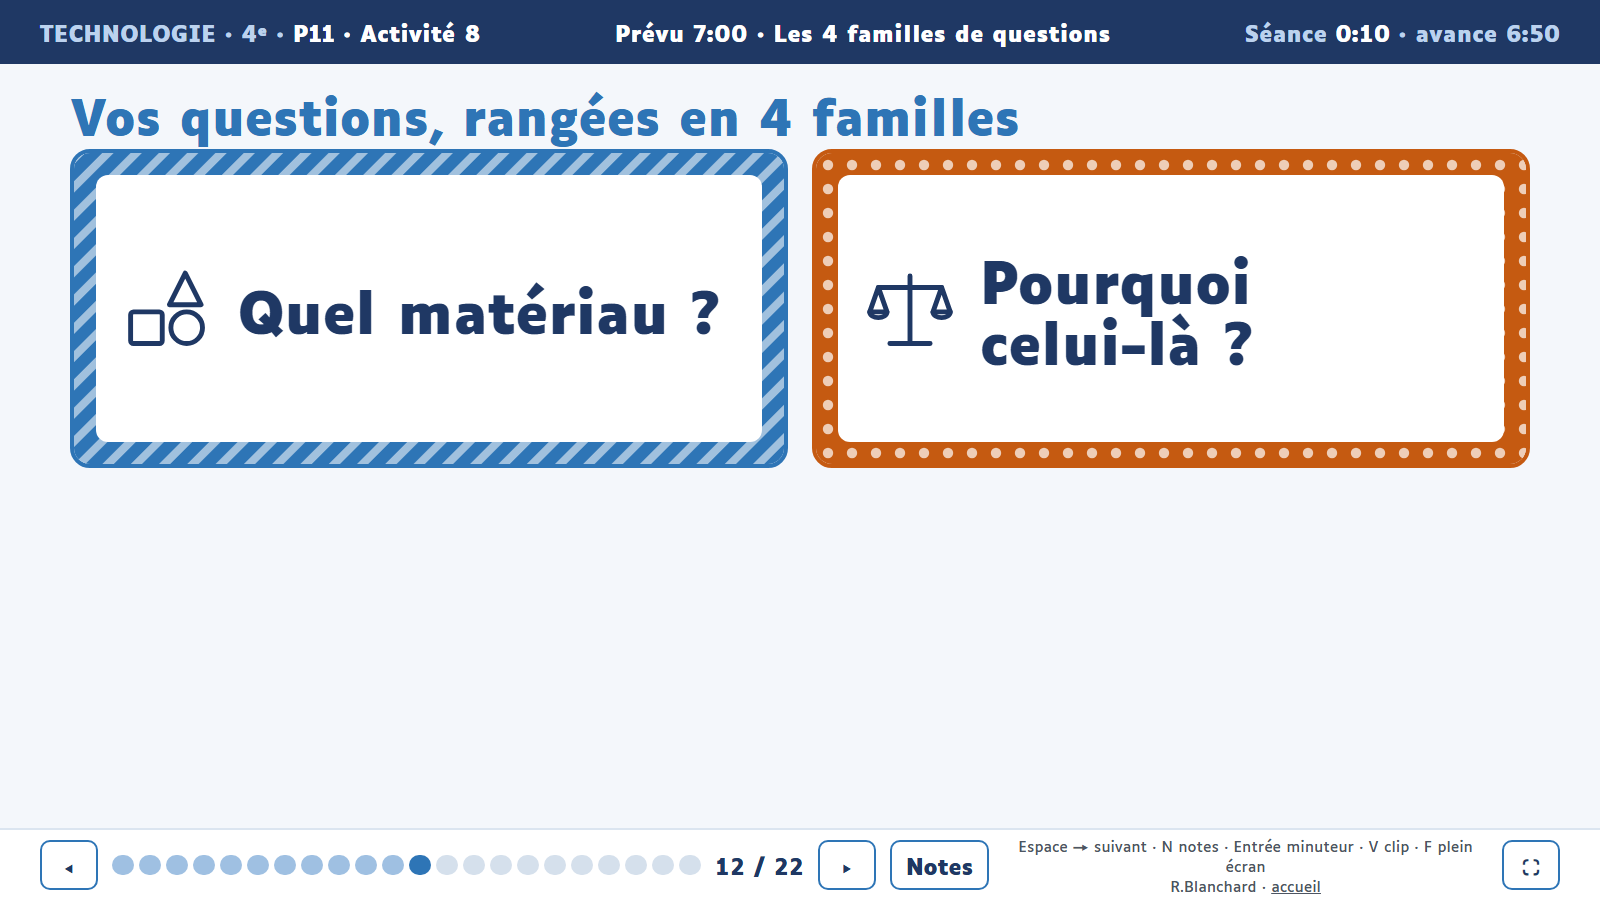 TECHNOLOGIE · 4ᵉ · P11 · Activité 8
Prévu 7:00 · Les 4 familles de questions
Séance 0:10 · avance 6:50
Vos questions, rangées en 4 familles
Quel matériau ?
Pourquoi
celui-là ?
12 / 22
Notes
Espace → suivant · N notes · Entrée minuteur · V clip · F plein
écran
R.Blanchard · accueil